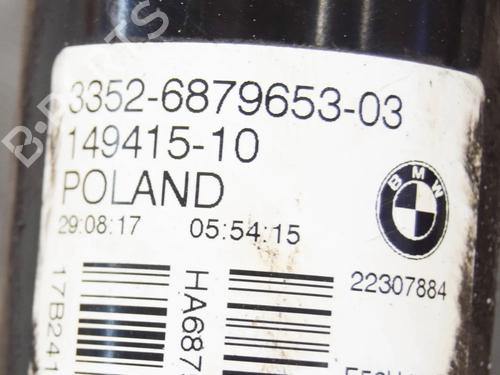 3352-6879653-03
149415-10
POLAND
29:08:17 05:54:15
BMW
22307884
17B241
HA687
B-PARTS